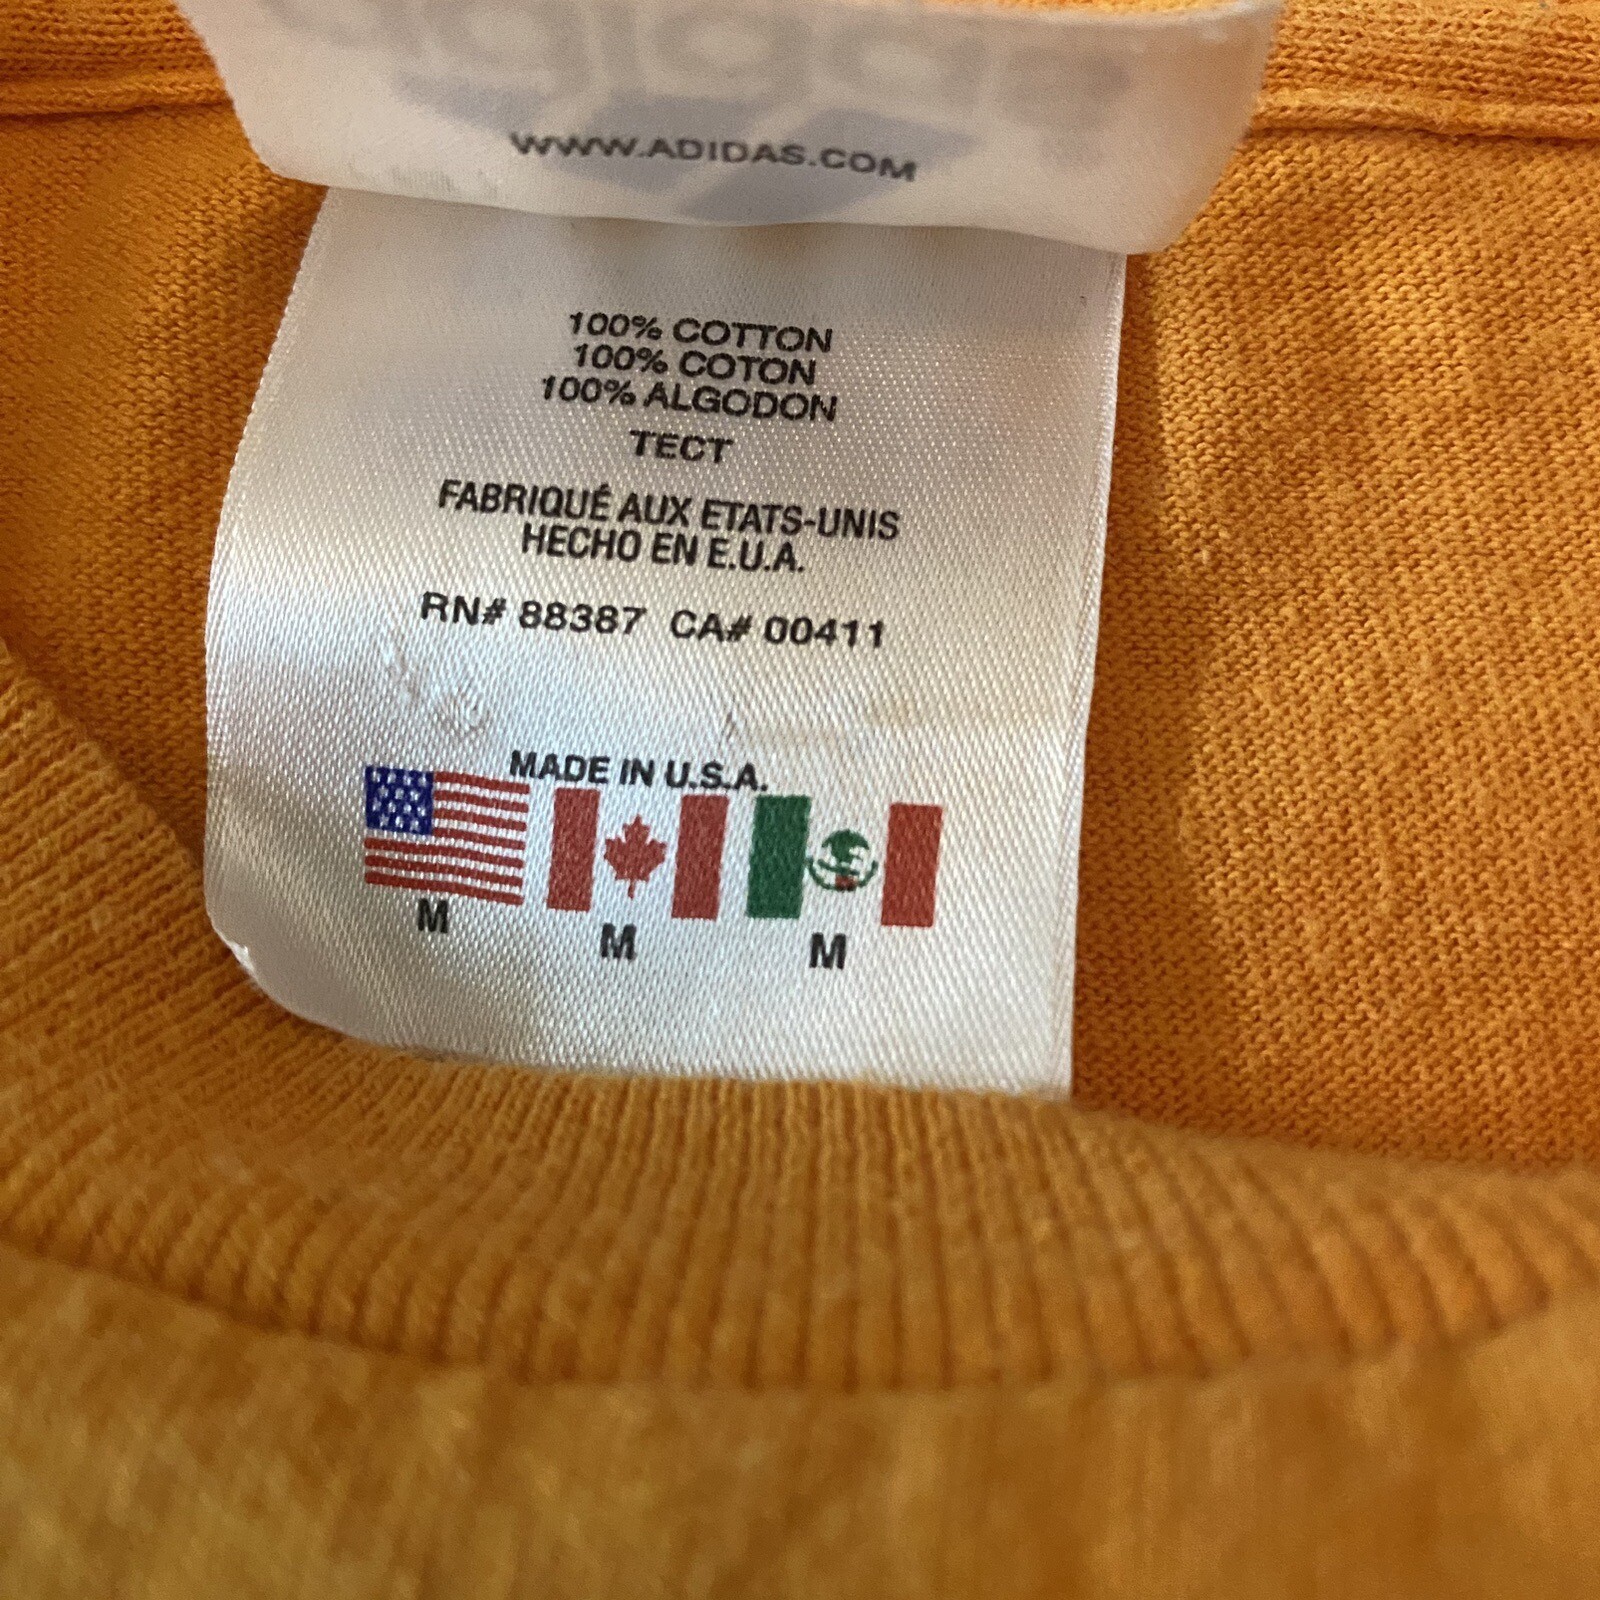 WWW.ADIDAS.COM
100% COTTON
100% COTON
100% ALGODON
TECT
FABRIQUÉ AUX ETATS-UNIS
HECHO EN E.U.A.
RN# 88387 CA# 00411
MADE IN U.S.A.
M M M